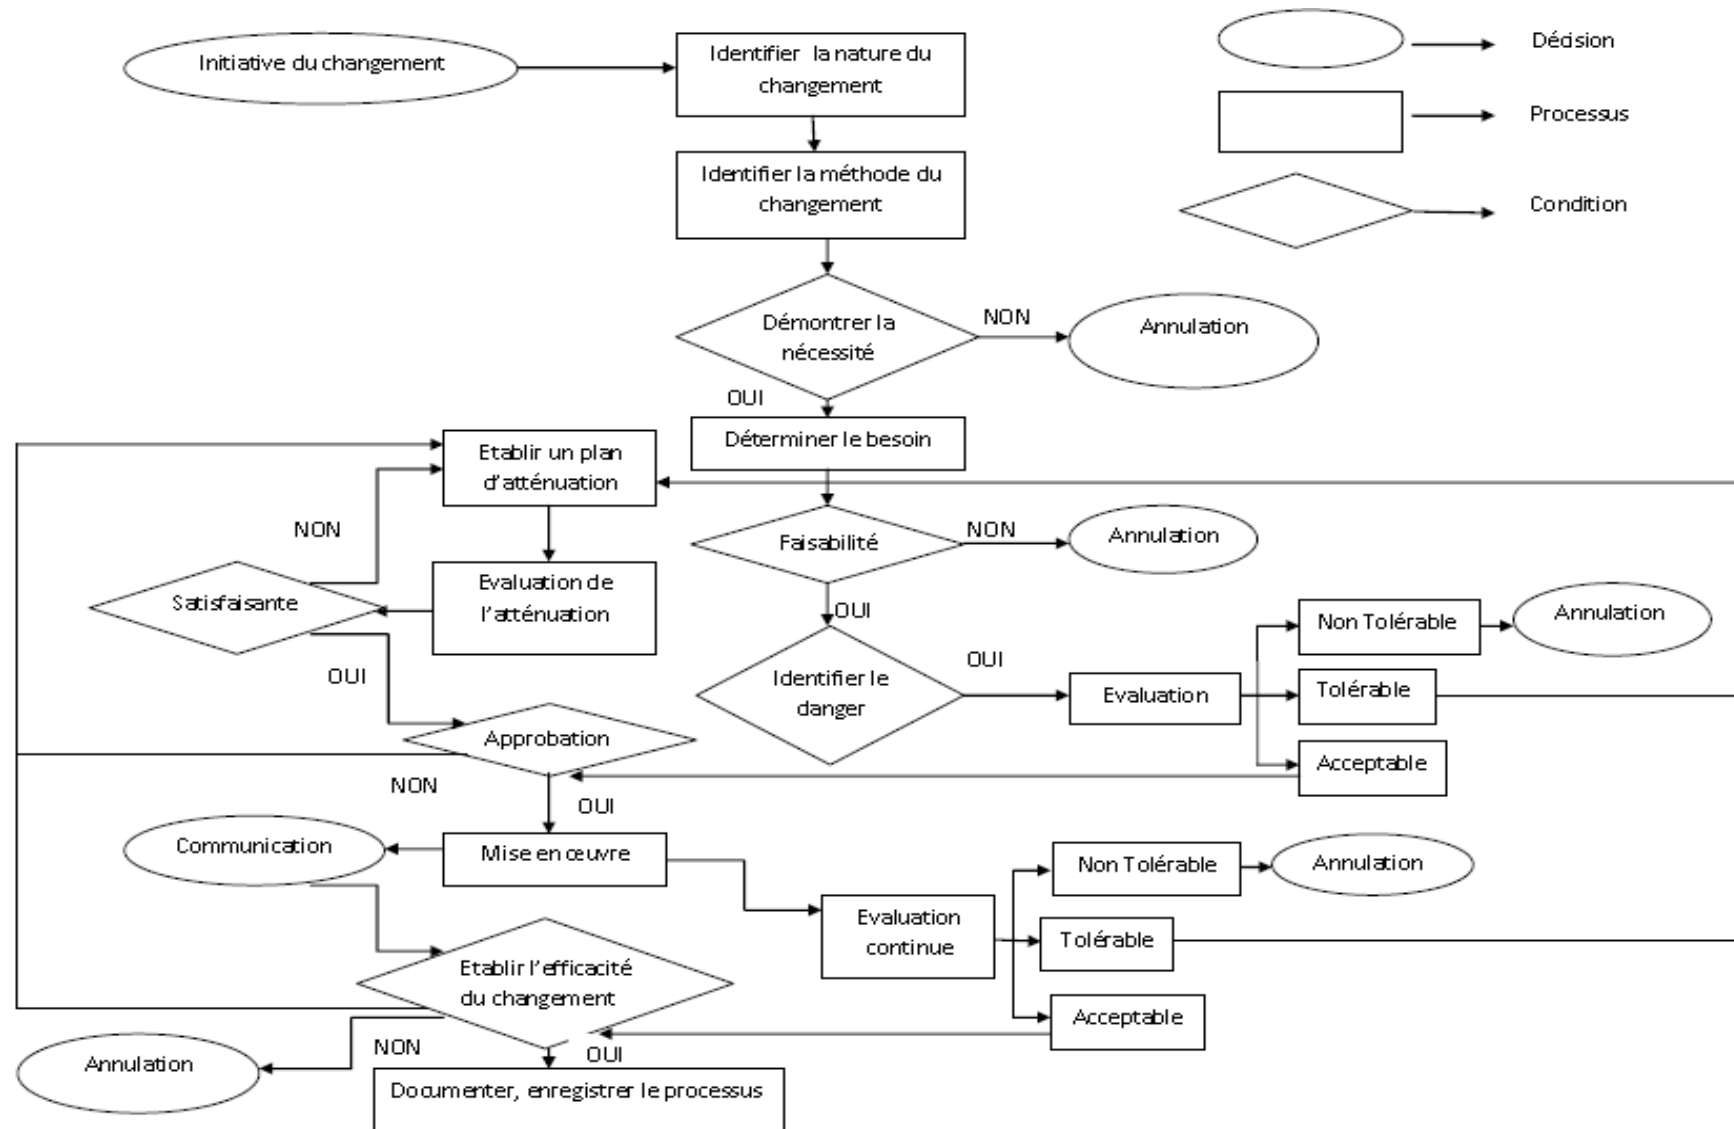 Initiative du changement
Identifier la nature du
changement
Décision
Processus
Identifier la méthode du
changement
Condition
Démontrer la
nécessité
NON
Annulation
OUI
Déterminer le besoin
Etablir un plan
d'atténuation
NON
Faisabilité
NON
Annulation
Evaluation de
l'atténuation
Satisfaisante
OUI
OUI
Identifier le
danger
OUI
Evaluation
Non Tolérable
Annulation
Tolérable
Acceptable
Approbation
NON
OUI
Communication
Mise en œuvre
Evaluation
continue
Non Tolérable
Annulation
Tolérable
Acceptable
Etablir l'efficacité
du changement
Annulation
NON
OUI
Documenter, enregistrer le processus